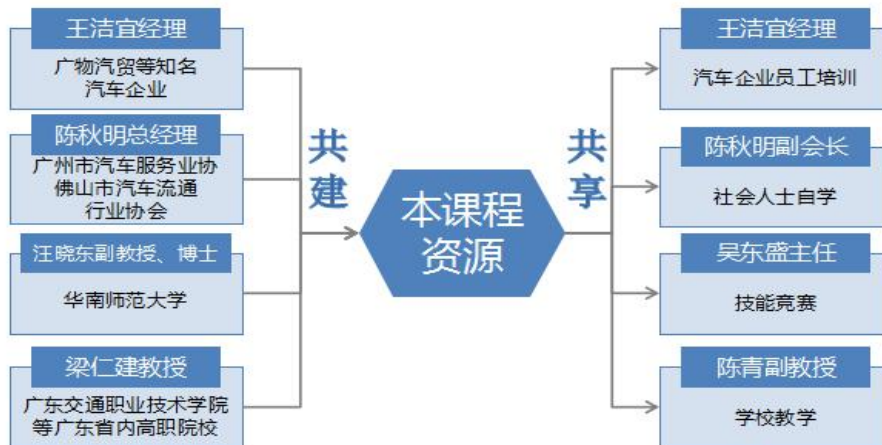 王洁宜经理
广物汽贸等知名
汽车企业
陈秋明总经理
广州市汽车服务业协
佛山市汽车流通
行业协会
汪晓东副教授、博士
华南师范大学
梁仁建教授
广东交通职业技术学院
等广东省内高职院校
共建
本课程
资源
共享
王洁宜经理
汽车企业员工培训
陈秋明副会长
社会人士自学
吴东盛主任
技能竞赛
陈青副教授
学校教学